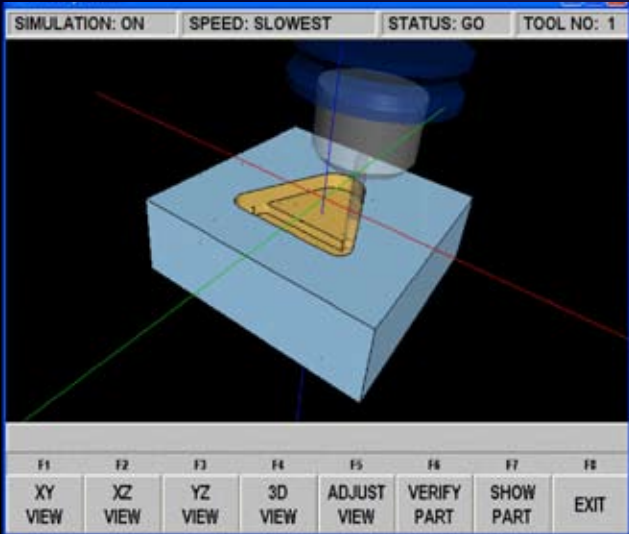 SIMULATION: ON SPEED: SLOWEST STATUS: GO TOOL NO: 1
F1 F2 F3 F4 F5 F6 F7 F8
XY XZ YZ 3D ADJUST VERIFY SHOW EXIT
VIEW VIEW VIEW VIEW VIEW PART PART